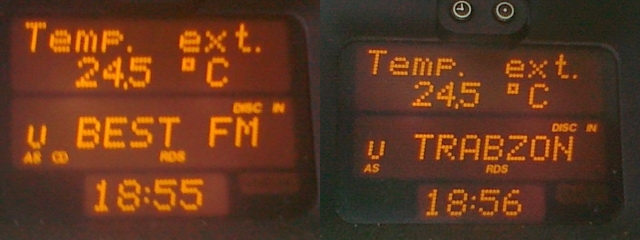 Temp. ext.
24,5 °C
DISC IN
u BEST FM
AS CD RDS
18:55
Temp. ext.
24,5 °C
DISC IN
u TRABZON
AS RDS
18:56